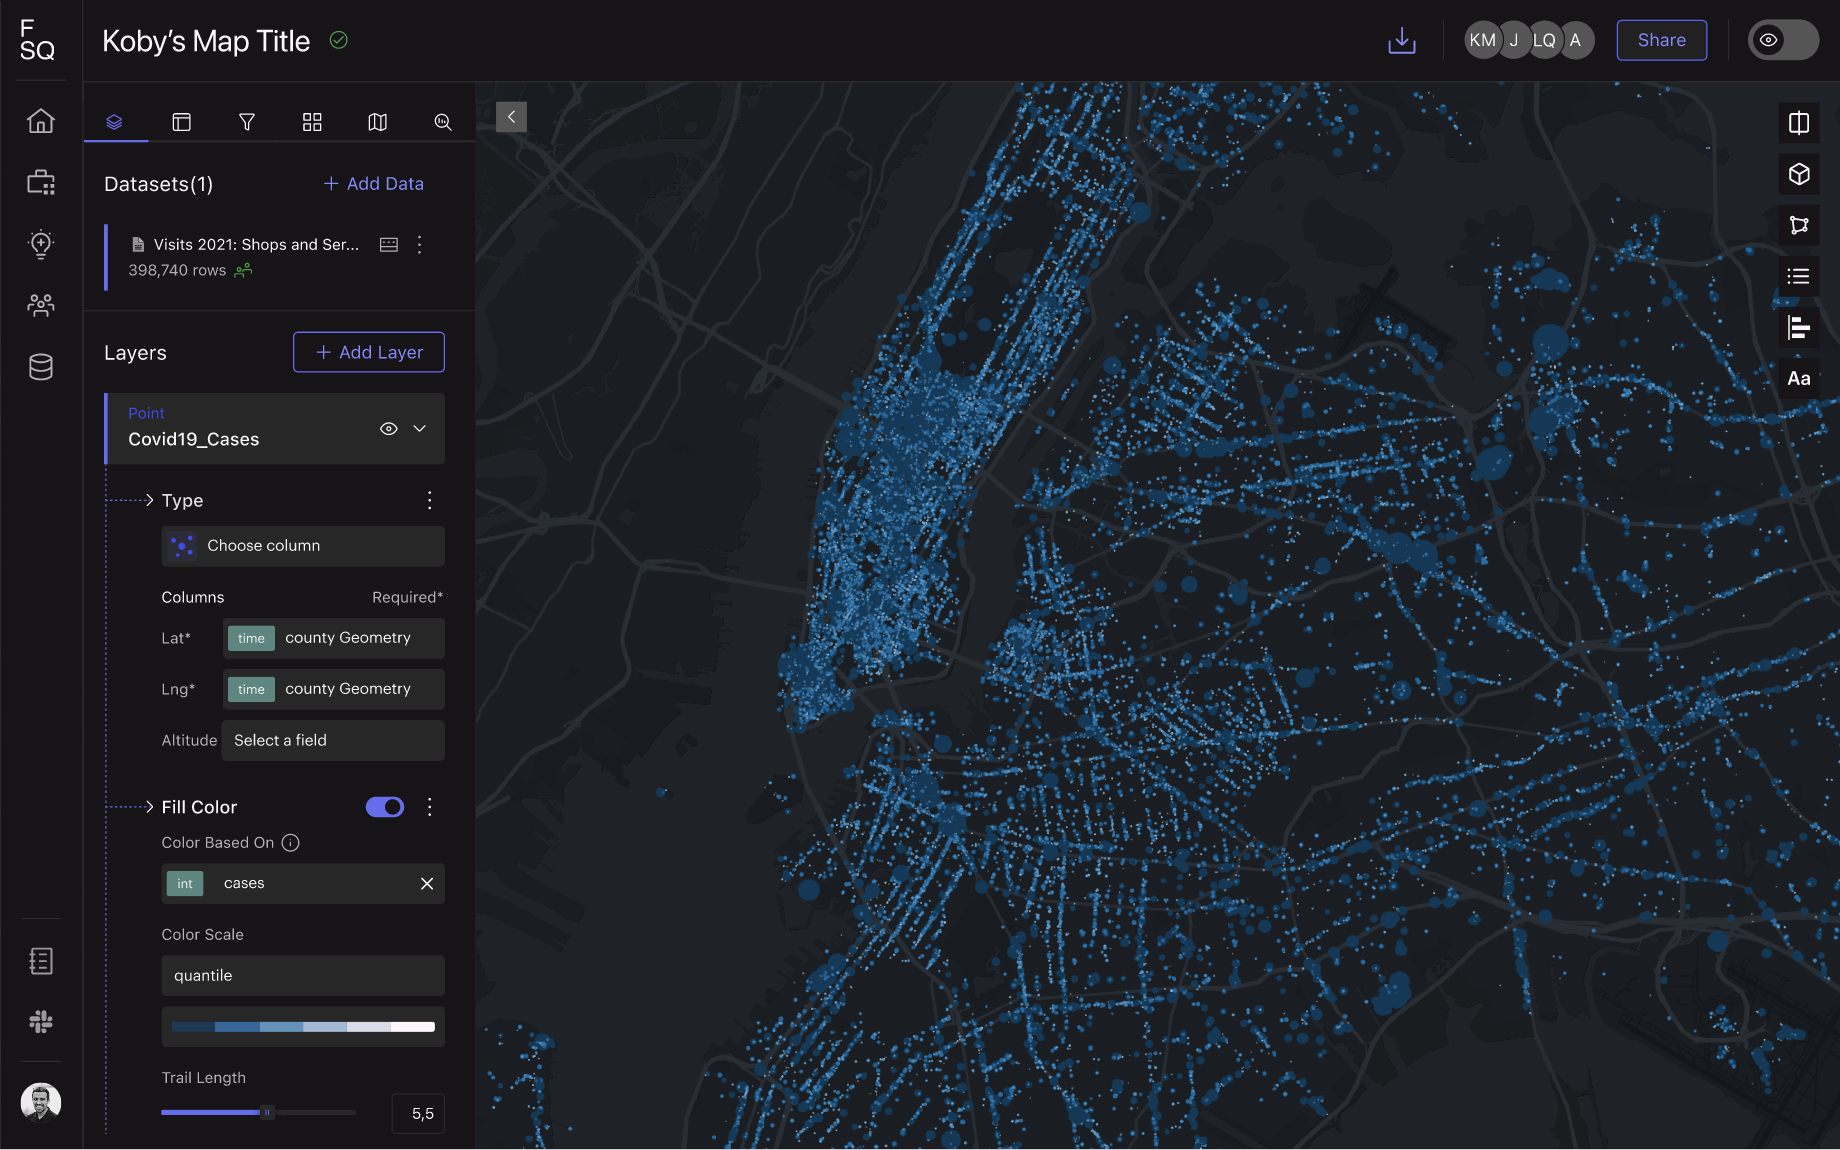 F
SQ
Koby’s Map Title
KM J LQ A
Share
Datasets(1)
+ Add Data
Visits 2021: Shops and Ser...
398,740 rows
Layers
+ Add Layer
Point
Covid19_Cases
Type
Choose column
Columns
Required*
Lat*
time
county Geometry
Lng*
time
county Geometry
Altitude
Select a field
Fill Color
Color Based On
int
cases
Color Scale
quantile
Trail Length
5,5
Aa